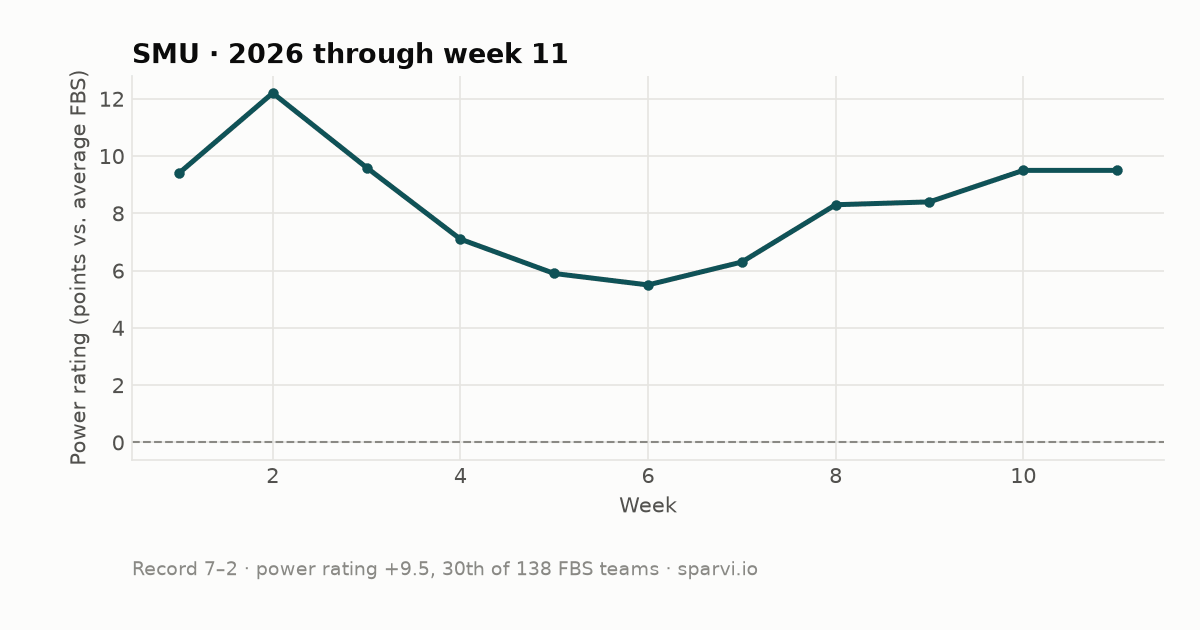 SMU · 2026 through week 11
Power rating (points vs. average FBS)
12
10
8
6
4
2
0
2 4 6 8 10
Week
Record 7–2 · power rating +9.5, 30th of 138 FBS teams · sparvi.io